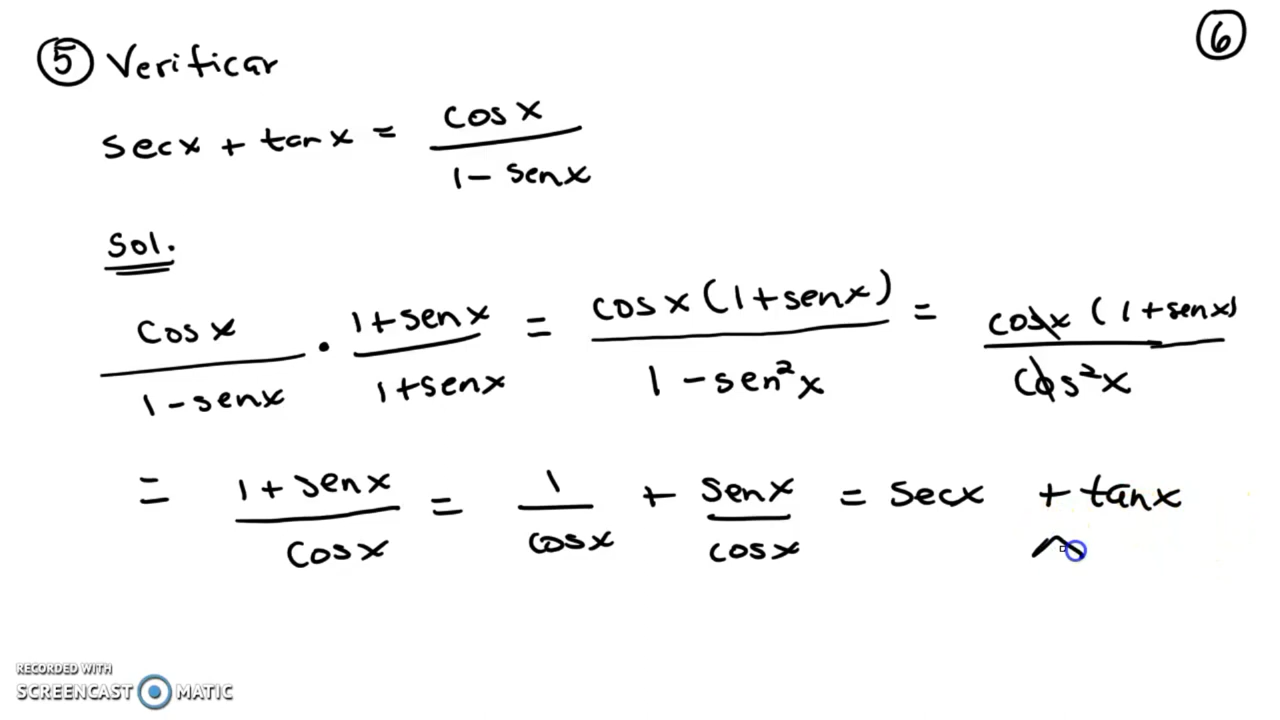 ⑤ Verificar ⑥
sec x + tan x = cos x / (1 - sen x)
Sol.
cos x / (1 - sen x) · (1 + sen x) / (1 + sen x) = cos x (1 + sen x) / (1 - sen² x) = cos x (1 + sen x) / cos² x
= (1 + sen x) / cos x = 1 / cos x + sen x / cos x = sec x + tan x
RECORDED WITH
SCREENCAST MATIC